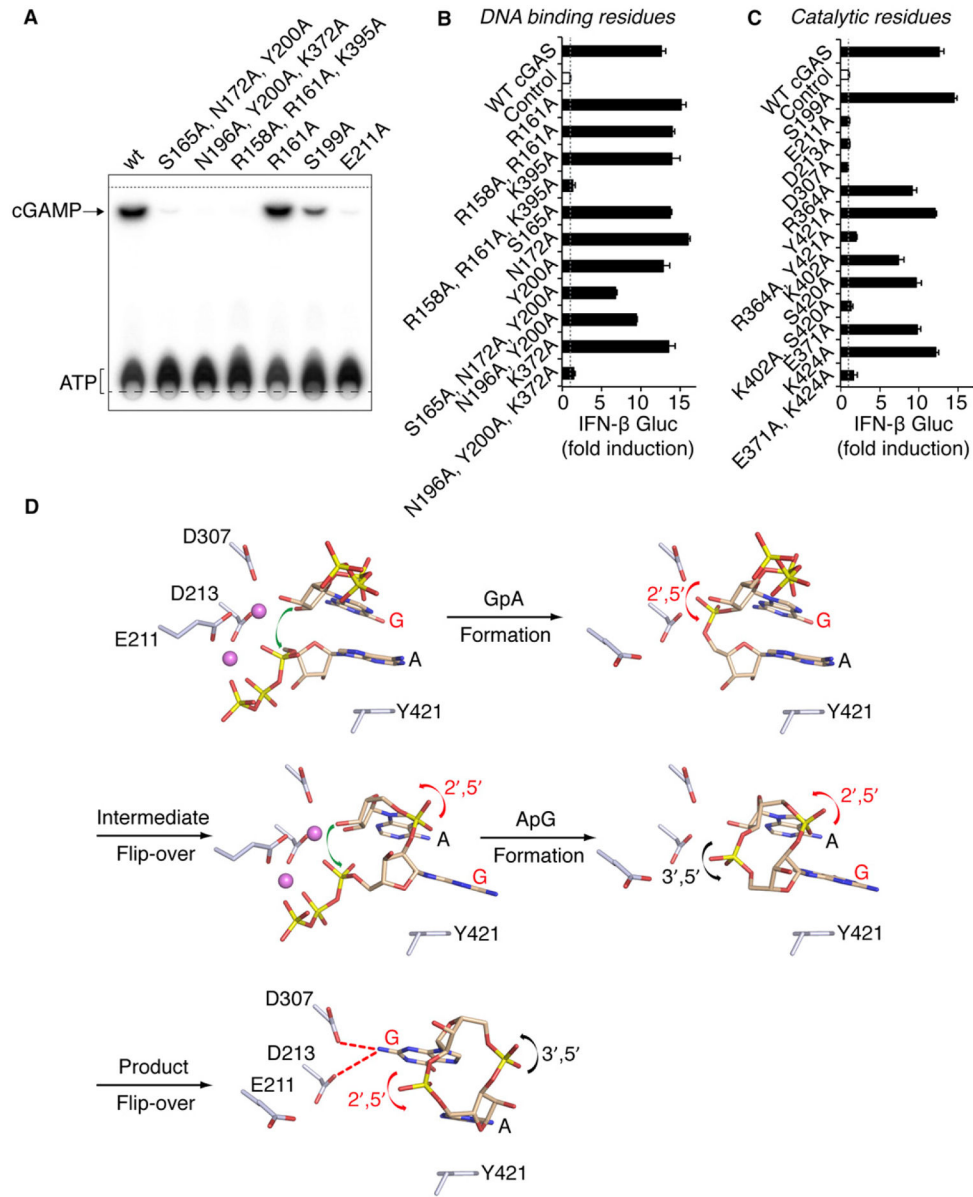 A
wt
S165A, N172A, Y200A
N196A, Y200A, K372A
R158A, R161A, K395A
R161A
S199A
E211A
cGAMP
ATP
B
DNA binding residues
WT cGAS
Control
R161A
R158A, R161A
K395A
R158A, R161A, K395A
S165A
N172A
Y200A
S165A, N172A, Y200A
N196A, Y200A
K372A
N196A, Y200A, K372A
0 5 10 15
IFN-β Gluc
(fold induction)
C
Catalytic residues
WT cGAS
Control
S199A
E211A
D213A
D307A
R364A
Y421A
R364A, Y421A
K402A
S420A
K402A, S420A
E371A
K424A
E371A, K424A
0 5 10 15
IFN-β Gluc
(fold induction)
D
D307
D213
E211
G
A
Y421
GpA
Formation
2′,5′
G
A
Y421
Intermediate
Flip-over
2′,5′
A
G
Y421
ApG
Formation
2′,5′
A
3′,5′
G
Y421
Product
Flip-over
D307
D213
E211
G
2′,5′
3′,5′
A
Y421